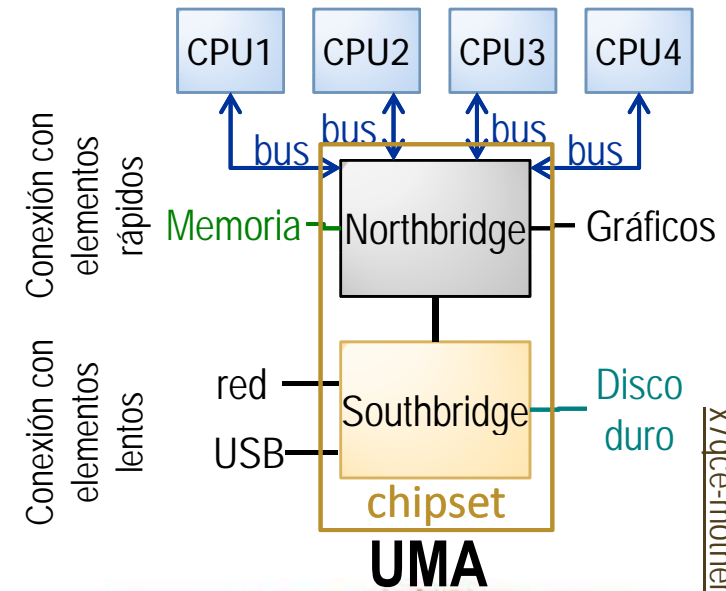 CPU1
CPU2
CPU3
CPU4
bus
bus
bus
bus
Conexión con
elementos
rápidos
Memoria
Northbridge
Gráficos
Conexión con
elementos
lentos
red
USB
Southbridge
Disco
duro
chipset
UMA